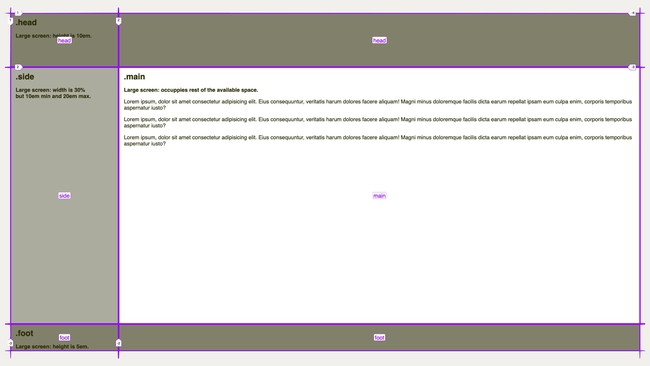 .head
Large screen: height is 10em.
head
head
.side
Large screen: width is 30%
but 10em min and 20em max.
side
.main
Large screen: occuppies rest of the available space.
Lorem ipsum, dolor sit amet consectetur adipisicing elit. Eius consequuntur, veritatis harum dolores facere aliquam! Magni minus doloremque facilis dicta earum repellat ipsam eum culpa enim, corporis temporibus
aspernatur iusto?
Lorem ipsum, dolor sit amet consectetur adipisicing elit. Eius consequuntur, veritatis harum dolores facere aliquam! Magni minus doloremque facilis dicta earum repellat ipsam eum culpa enim, corporis temporibus
aspernatur iusto?
Lorem ipsum, dolor sit amet consectetur adipisicing elit. Eius consequuntur, veritatis harum dolores facere aliquam! Magni minus doloremque facilis dicta earum repellat ipsam eum culpa enim, corporis temporibus
aspernatur iusto?
main
.foot
Large screen: height is 5em.
foot
foot